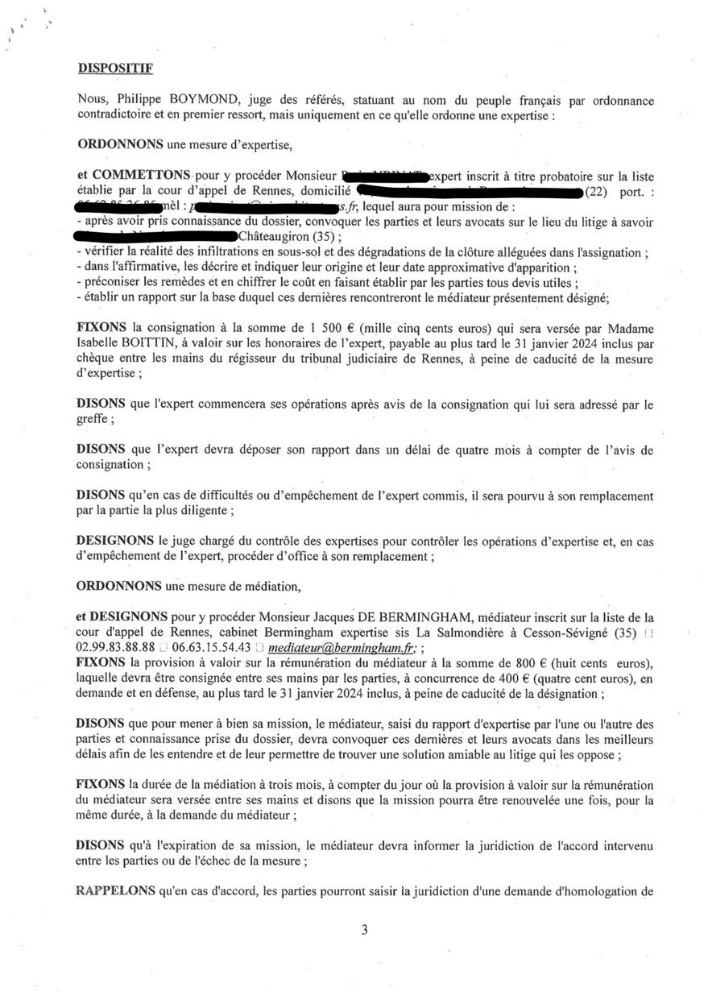 DISPOSITIF
Nous, Philippe BOYMOND, juge des référés, statuant au nom du peuple français par ordonnance
contradictoire et en premier ressort, mais uniquement en ce qu'elle ordonne une expertise :
ORDONNONS une mesure d'expertise,
et COMMETTONS pour y procéder Monsieur expert inscrit à titre probatoire sur la liste
établie par la cour d'appel de Rennes, domicilié (22) port. :
mèl : s.fr, lequel aura pour mission de :
- après avoir pris connaissance du dossier, convoquer les parties et leurs avocats sur le lieu du litige à savoir
Châteaugiron (35) ;
- vérifier la réalité des infiltrations en sous-sol et des dégradations de la clôture alléguées dans l'assignation ;
- dans l'affirmative, les décrire et indiquer leur origine et leur date approximative d'apparition ;
- préconiser les remèdes et en chiffrer le coût en faisant établir par les parties tous devis utiles ;
- établir un rapport sur la base duquel ces dernières rencontreront le médiateur présentement désigné;
FIXONS la consignation à la somme de 1 500 € (mille cinq cents euros) qui sera versée par Madame
Isabelle BOITTIN, à valoir sur les honoraires de l'expert, payable au plus tard le 31 janvier 2024 inclus par
chèque entre les mains du régisseur du tribunal judiciaire de Rennes, à peine de caducité de la mesure
d'expertise ;
DISONS que l'expert commencera ses opérations après avis de la consignation qui lui sera adressé par le
greffe ;
DISONS que l'expert devra déposer son rapport dans un délai de quatre mois à compter de l'avis de
consignation ;
DISONS qu'en cas de difficultés ou d'empêchement de l'expert commis, il sera pourvu à son remplacement
par la partie la plus diligente ;
DESIGNONS le juge chargé du contrôle des expertises pour contrôler les opérations d'expertise et, en cas
d'empêchement de l'expert, procéder d'office à son remplacement ;
ORDONNONS une mesure de médiation,
et DESIGNONS pour y procéder Monsieur Jacques DE BERMINGHAM, médiateur inscrit sur la liste de la
cour d'appel de Rennes, cabinet Bermingham expertise sis La Salmondière à Cesson-Sévigné (35)
02.99.83.88.88 06.63.15.54.43 mediateur@bermingham.fr; ;
FIXONS la provision à valoir sur la rémunération du médiateur à la somme de 800 € (huit cents euros),
laquelle devra être consignée entre ses mains par les parties, à concurrence de 400 € (quatre cent euros), en
demande et en défense, au plus tard le 31 janvier 2024 inclus, à peine de caducité de la désignation ;
DISONS que pour mener à bien sa mission, le médiateur, saisi du rapport d'expertise par l'une ou l'autre des
parties et connaissance prise du dossier, devra convoquer ces dernières et leurs avocats dans les meilleurs
délais afin de les entendre et de leur permettre de trouver une solution amiable au litige qui les oppose ;
FIXONS la durée de la médiation à trois mois, à compter du jour où la provision à valoir sur la rémunération
du médiateur sera versée entre ses mains et disons que la mission pourra être renouvelée une fois, pour la
même durée, à la demande du médiateur ;
DISONS qu'à l'expiration de sa mission, le médiateur devra informer la juridiction de l'accord intervenu
entre les parties ou de l'échec de la mesure ;
RAPPELONS qu'en cas d'accord, les parties pourront saisir la juridiction d'une demande d'homologation de
3